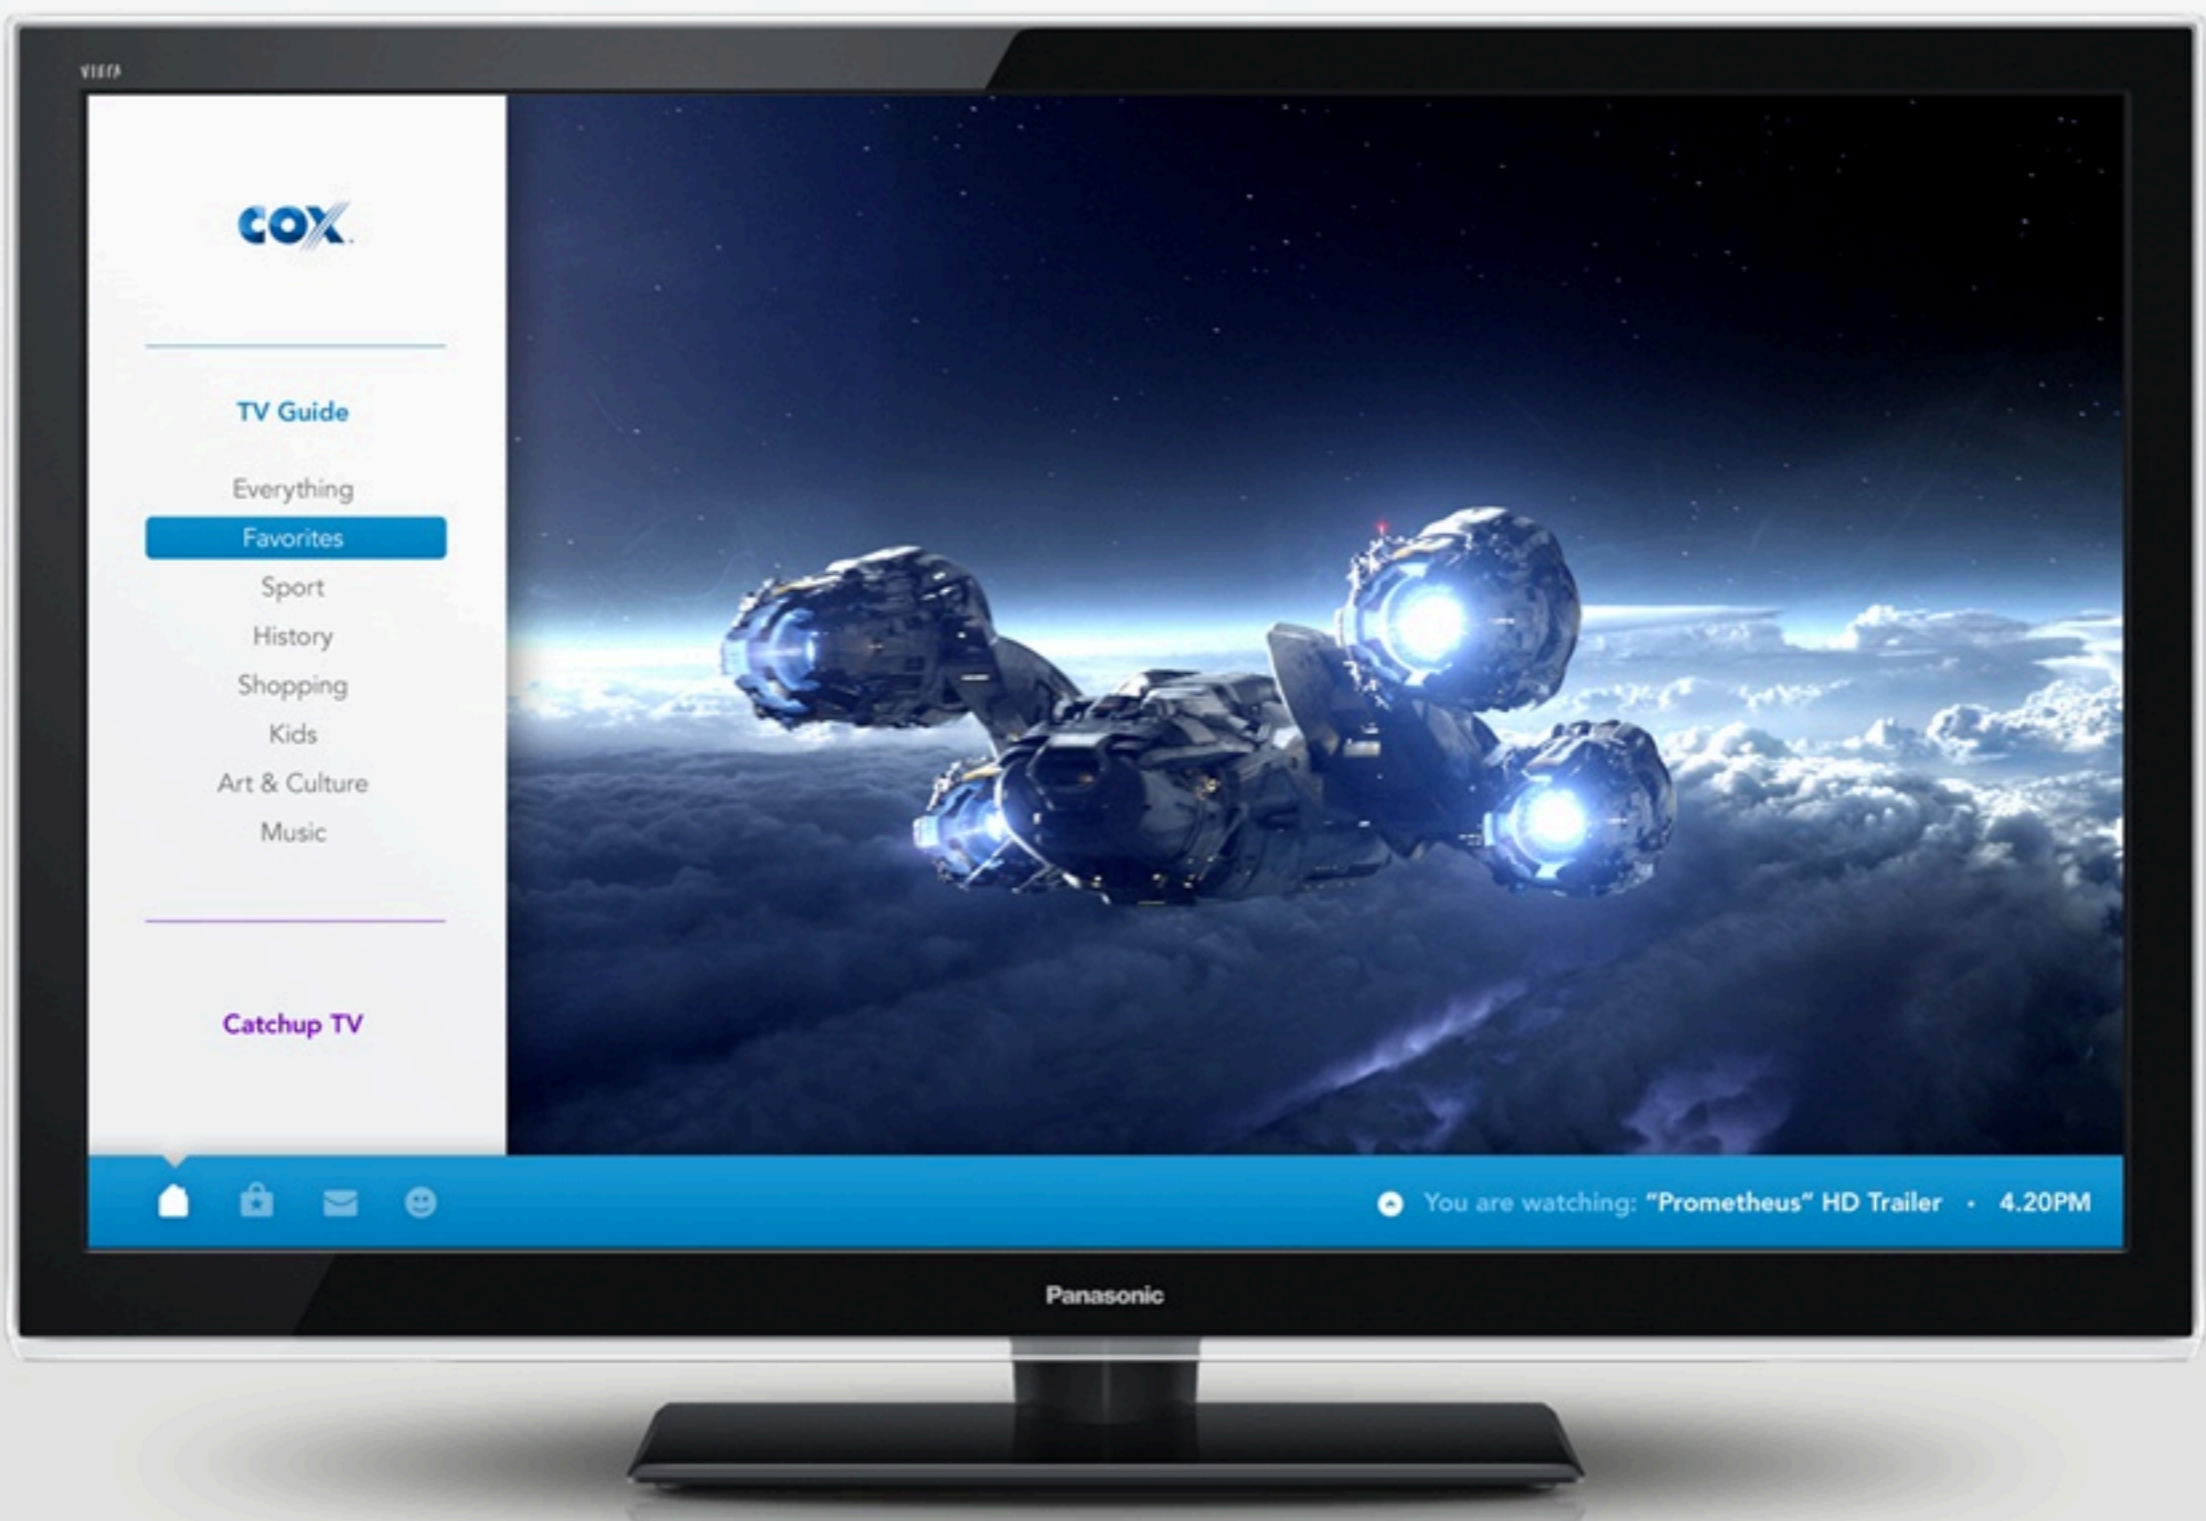 VIERA
COX
TV Guide
Everything
Favorites
Sport
History
Shopping
Kids
Art & Culture
Music
Catchup TV
You are watching: “Prometheus” HD Trailer • 4.20PM
Panasonic